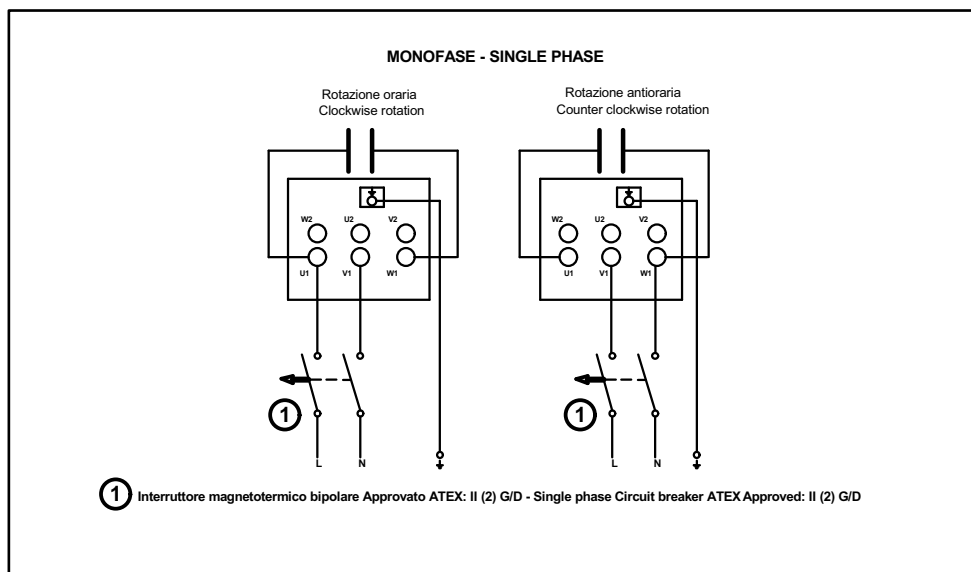 MONOFASE - SINGLE PHASE
Rotazione oraria
Clockwise rotation
Rotazione antioraria
Counter clockwise rotation
W2 U2 V2
U1 V1 W1
W2 U2 V2
U1 V1 W1
1
1
L N
L N
1 Interruttore magnetotermico bipolare Approvato ATEX: II (2) G/D - Single phase Circuit breaker ATEX Approved: II (2) G/D